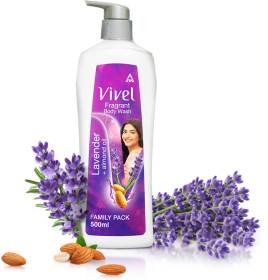 Vivel
Fragrant
Body Wash
Lavender
+ almond oil
FAMILY PACK
500ml